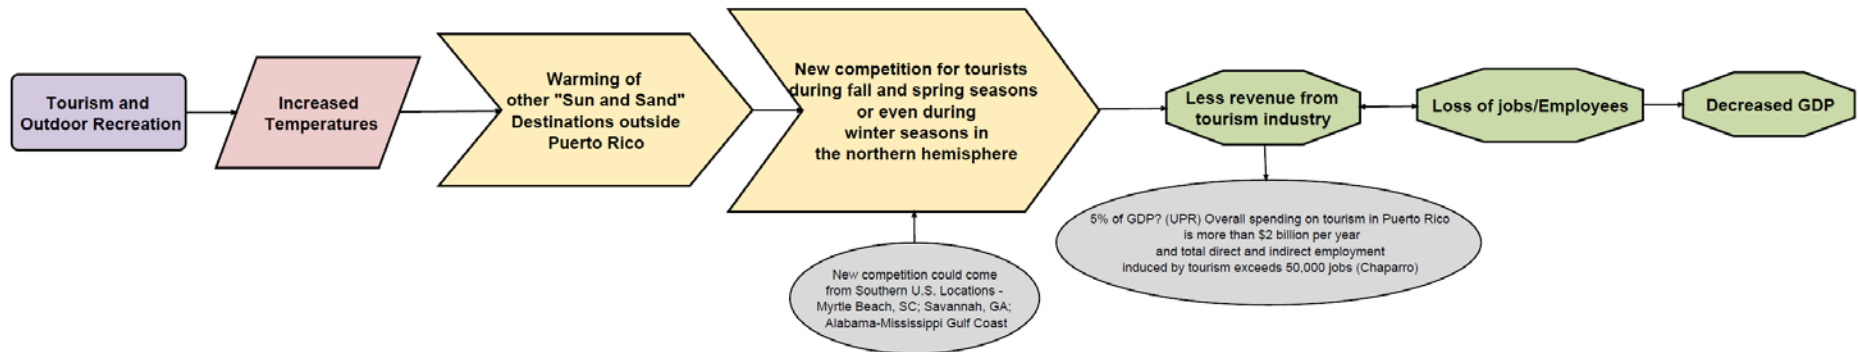 Tourism and
Outdoor Recreation
Increased
Temperatures
Warming of
other "Sun and Sand"
Destinations outside
Puerto Rico
New competition for tourists
during fall and spring seasons
or even during
winter seasons in
the northern hemisphere
Less revenue from
tourism industry
Loss of jobs/Employees
Decreased GDP
New competition could come
from Southern U.S. Locations -
Myrtle Beach, SC; Savannah, GA;
Alabama-Mississippi Gulf Coast
5% of GDP? (UPR) Overall spending on tourism in Puerto Rico
is more than $2 billion per year
and total direct and indirect employment
induced by tourism exceeds 50,000 jobs (Chaparro)